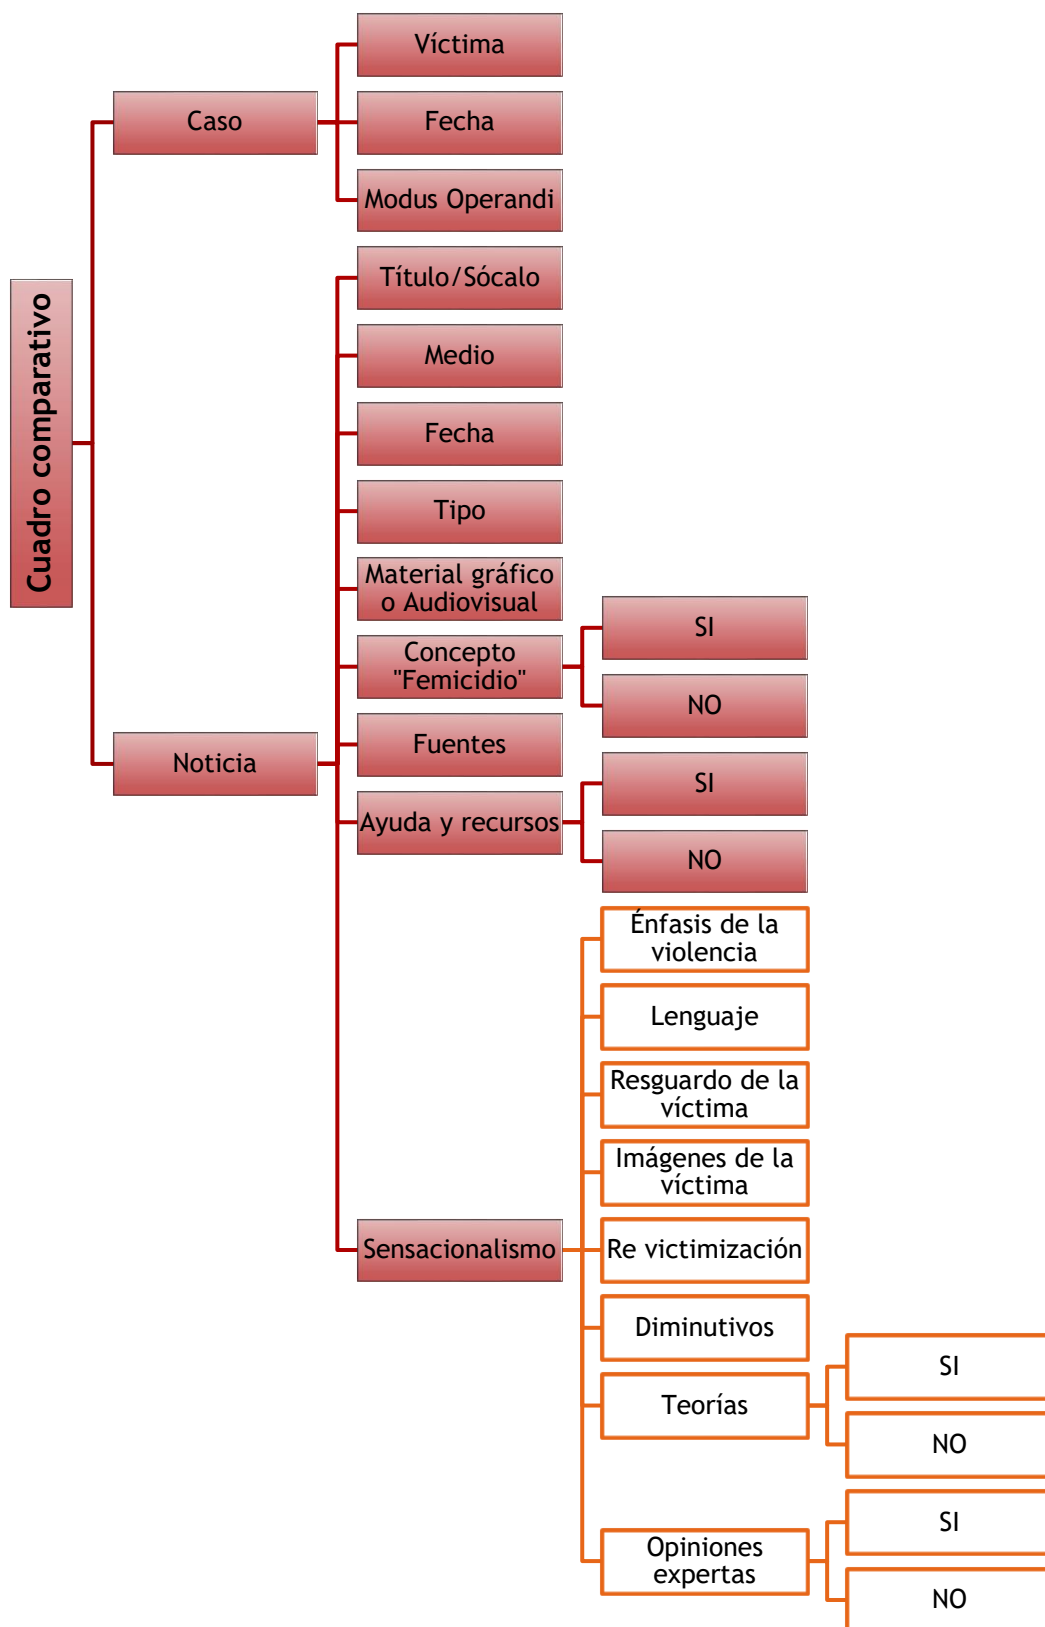 Cuadro comparativo
Caso
Víctima
Fecha
Modus Operandi
Noticia
Título/Sócalo
Medio
Fecha
Tipo
Material gráfico
o Audiovisual
Concepto
"Femicidio"
SI
NO
Fuentes
Ayuda y recursos
SI
NO
Sensacionalismo
Énfasis de la
violencia
Lenguaje
Resguardo de la
víctima
Imágenes de la
víctima
Re victimización
Diminutivos
Teorías
SI
NO
Opiniones
expertas
SI
NO